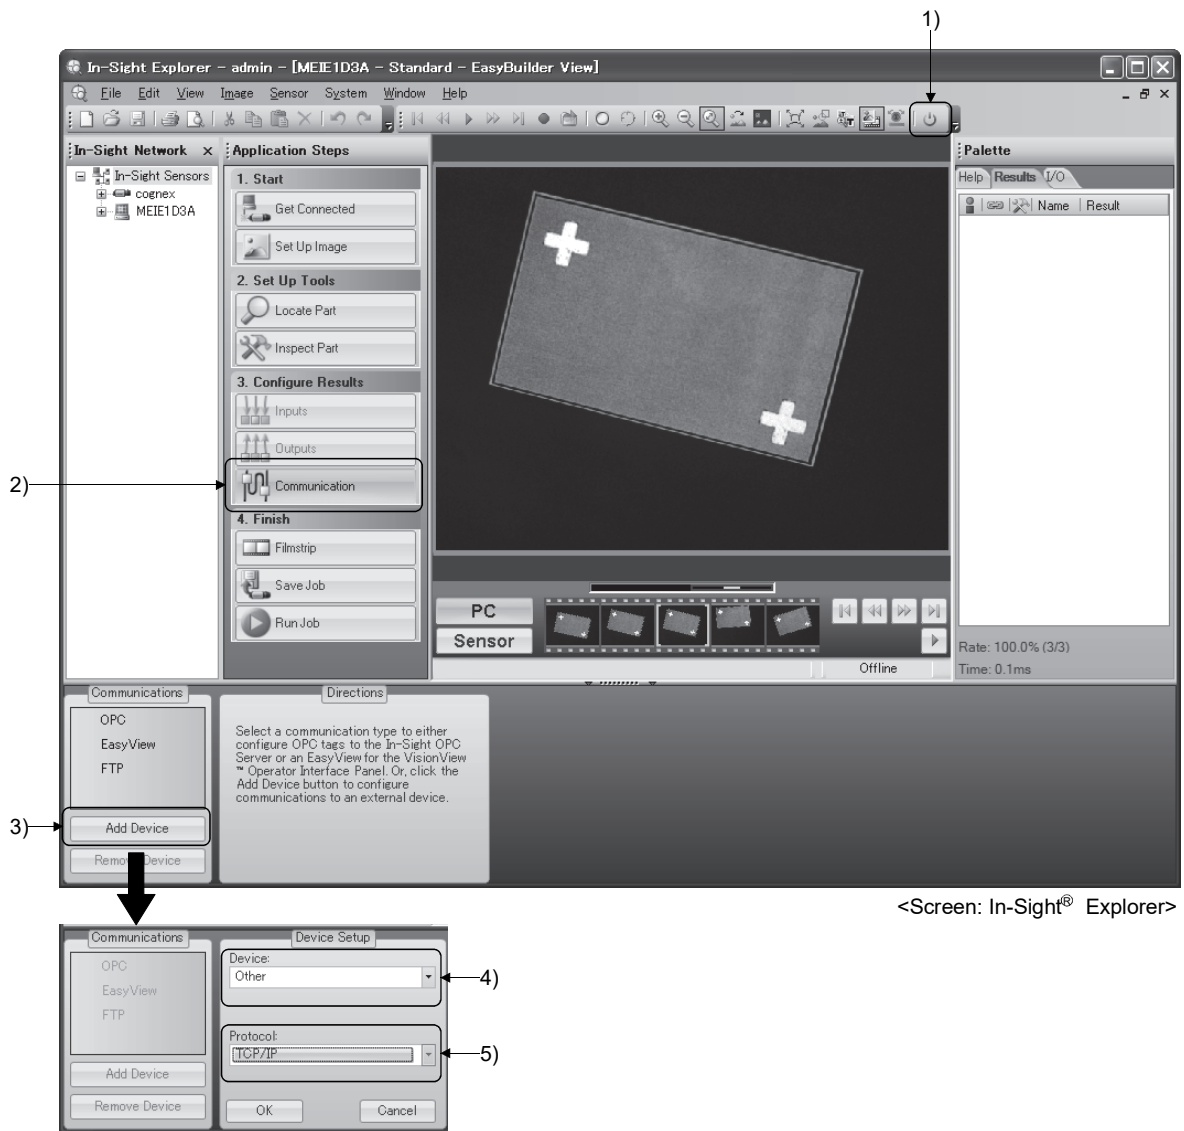 1)
In-Sight Explorer - admin - [MEIE1D3A - Standard - EasyBuilder View]
File Edit View Image Sensor System Window Help
In-Sight Network
In-Sight Sensors
cognex
MEIE1D3A
Application Steps
1. Start
Get Connected
Set Up Image
2. Set Up Tools
Locate Part
Inspect Part
3. Configure Results
Inputs
Outputs
2)
Communication
4. Finish
Filmstrip
Save Job
Run Job
PC
Sensor
Offline
Palette
Help Results I/O
Name Result
Rate: 100.0% (3/3)
Time: 0.1ms
Communications
OPC
EasyView
FTP
3)
Add Device
Remove Device
Directions
Select a communication type to either
configure OPC tags to the In-Sight OPC
Server or an EasyView for the VisionView
™ Operator Interface Panel. Or, click the
Add Device button to configure
communications to an external device.
<Screen: In-Sight® Explorer>
Communications
OPC
EasyView
FTP
Add Device
Remove Device
Device Setup
Device:
Other
4)
Protocol:
TCP/IP
5)
OK
Cancel